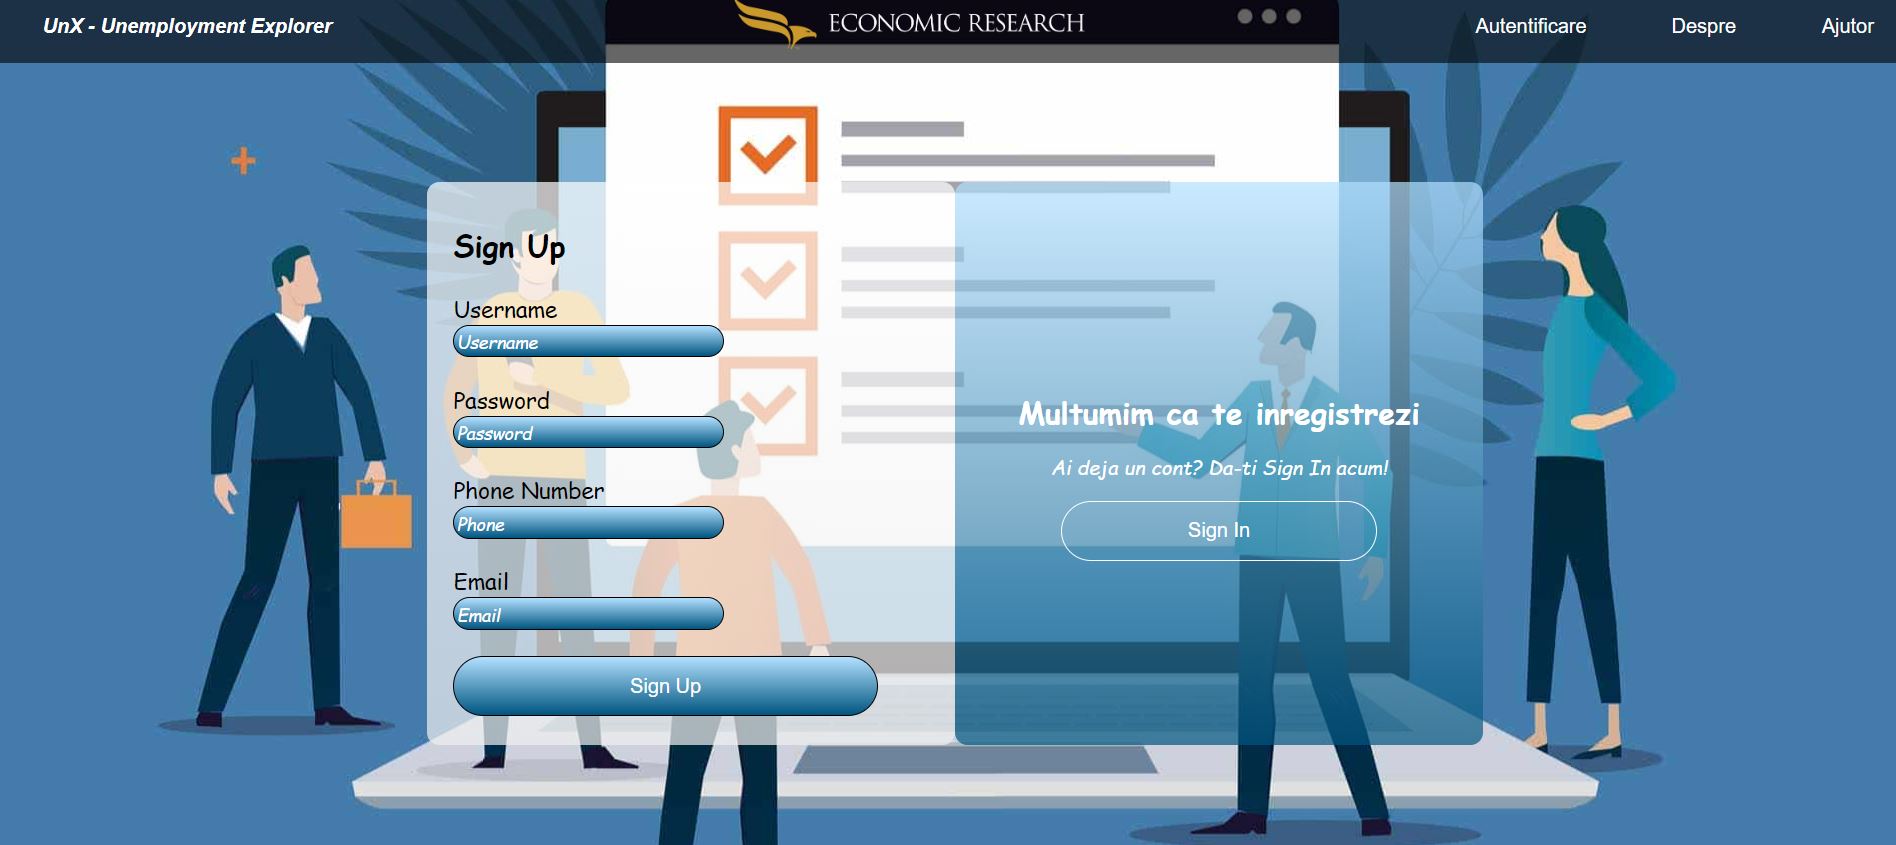 UnX - Unemployment Explorer
ECONOMIC RESEARCH
Autentificare
Despre
Ajutor
Sign Up
Username
Username
Password
Password
Phone Number
Phone
Email
Email
Sign Up
Multumim ca te inregistrezi
Ai deja un cont? Da-ti Sign In acum!
Sign In